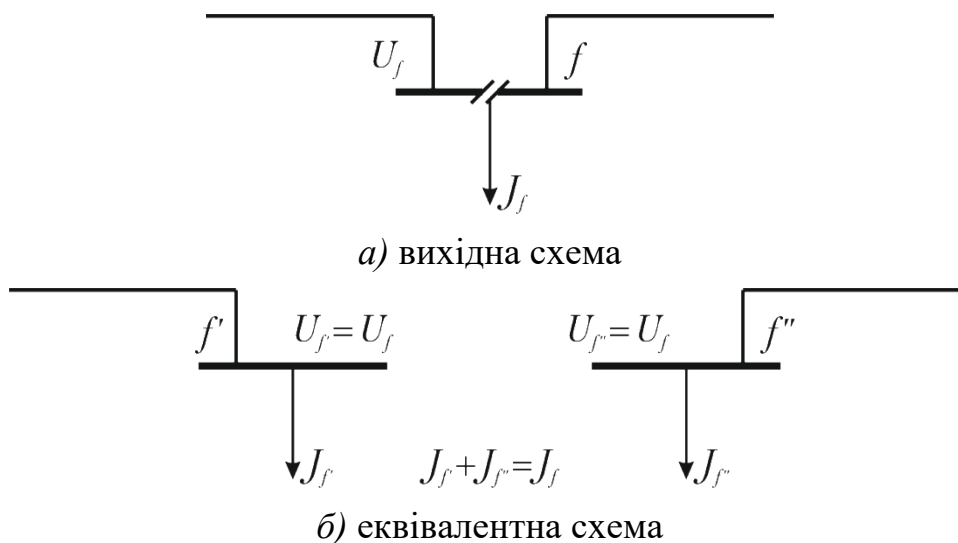 U_f f
J_f
а) вихідна схема
f' U_f' = U_f U_f'' = U_f f''
J_f' J_f' + J_f'' = J_f J_f''
б) еквівалентна схема